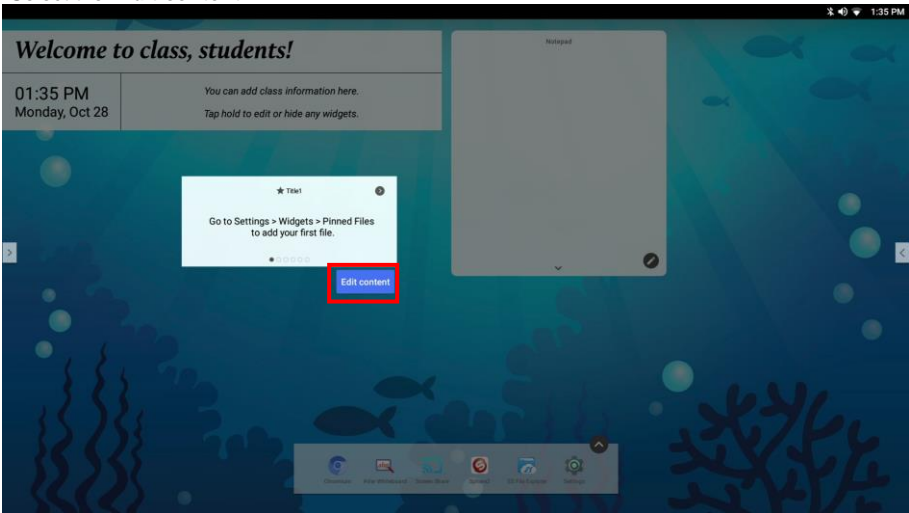 1:35 PM
Welcome to class, students!
Notepad
01:35 PM
Monday, Oct 28
You can add class information here.
Tap hold to edit or hide any widgets.
Title1
Go to Settings > Widgets > Pinned Files
to add your first file.
Edit content
Chromium
Screen Share
Settings